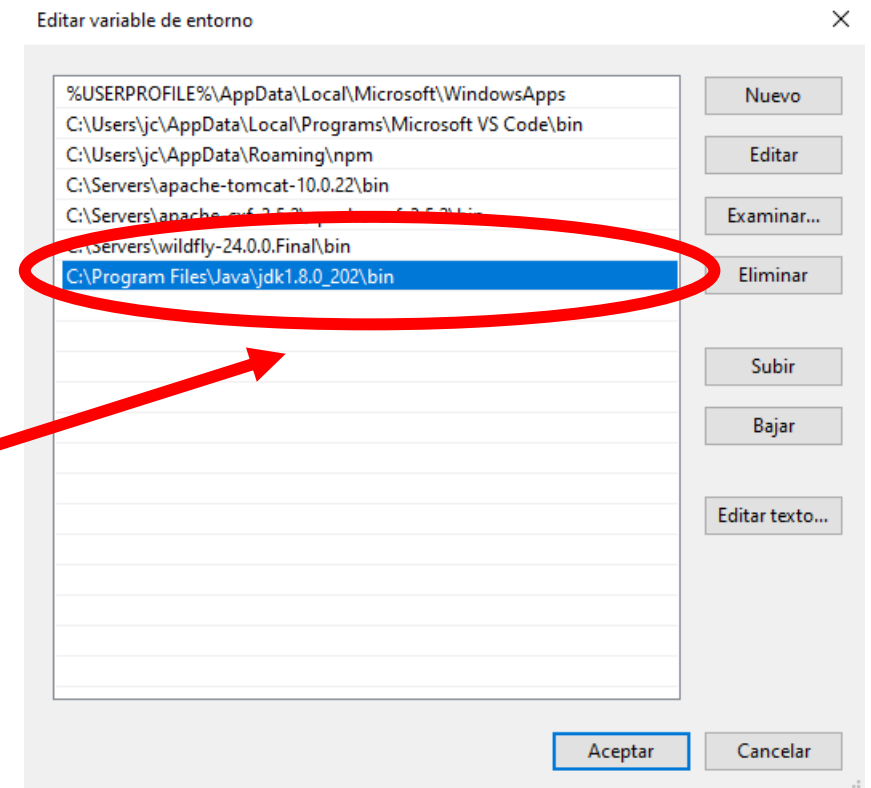 Editar variable de entorno
%USERPROFILE%\AppData\Local\Microsoft\WindowsApps
Nuevo
C:\Users\jc\AppData\Local\Programs\Microsoft VS Code\bin
C:\Users\jc\AppData\Roaming\npm
Editar
C:\Servers\apache-tomcat-10.0.22\bin
Examinar...
C:\Servers\wildfly-24.0.0.Final\bin
C:\Program Files\Java\jdk1.8.0_202\bin
Eliminar
Subir
Bajar
Editar texto...
Aceptar
Cancelar